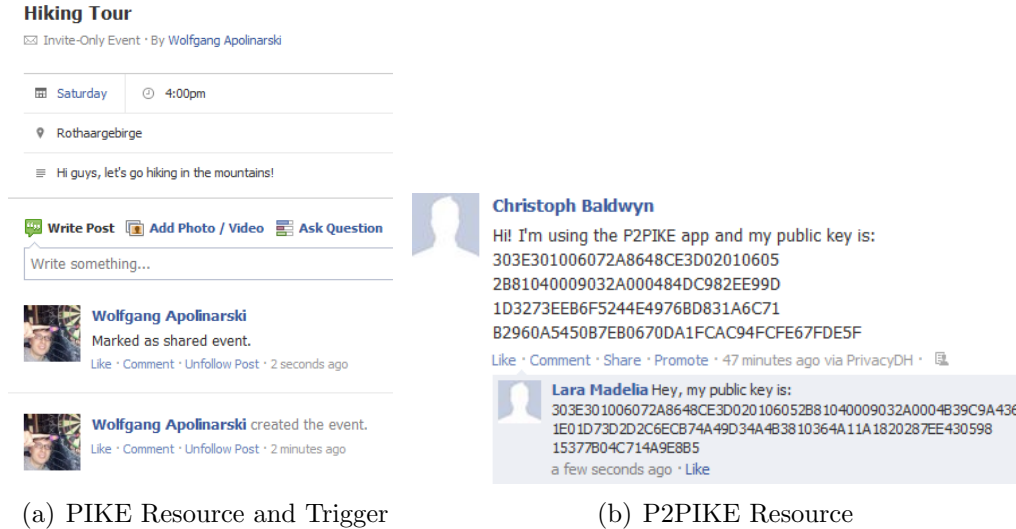 Hiking Tour
Invite-Only Event · By Wolfgang Apolinarski
Saturday 4:00pm
Rothaargebirge
Hi guys, let's go hiking in the mountains!
Write Post Add Photo / Video Ask Question
Write something...
Wolfgang Apolinarski
Marked as shared event.
Like · Comment · Unfollow Post · 2 seconds ago
Wolfgang Apolinarski created the event.
Like · Comment · Unfollow Post · 2 minutes ago
(a) PIKE Resource and Trigger
Christoph Baldwyn
Hi! I'm using the P2PIKE app and my public key is:
303E301006072A8648CE3D02010605
2B81040009032A000484DC982EE99D
1D3273EEB6F5244E4976BD831A6C71
B2960A5450B7EB0670DA1FCAC94FCFE67FDE5F
Like · Comment · Share · Promote · 47 minutes ago via PrivacyDH ·
Lara Madelia Hey, my public key is:
303E301006072A8648CE3D020106052B81040009032A0004B39C9A436
1E01D73D2D2C6ECB74A49D34A4B3810364A11A1820287EE430598
15377B04C714A9E8B5
a few seconds ago · Like
(b) P2PIKE Resource